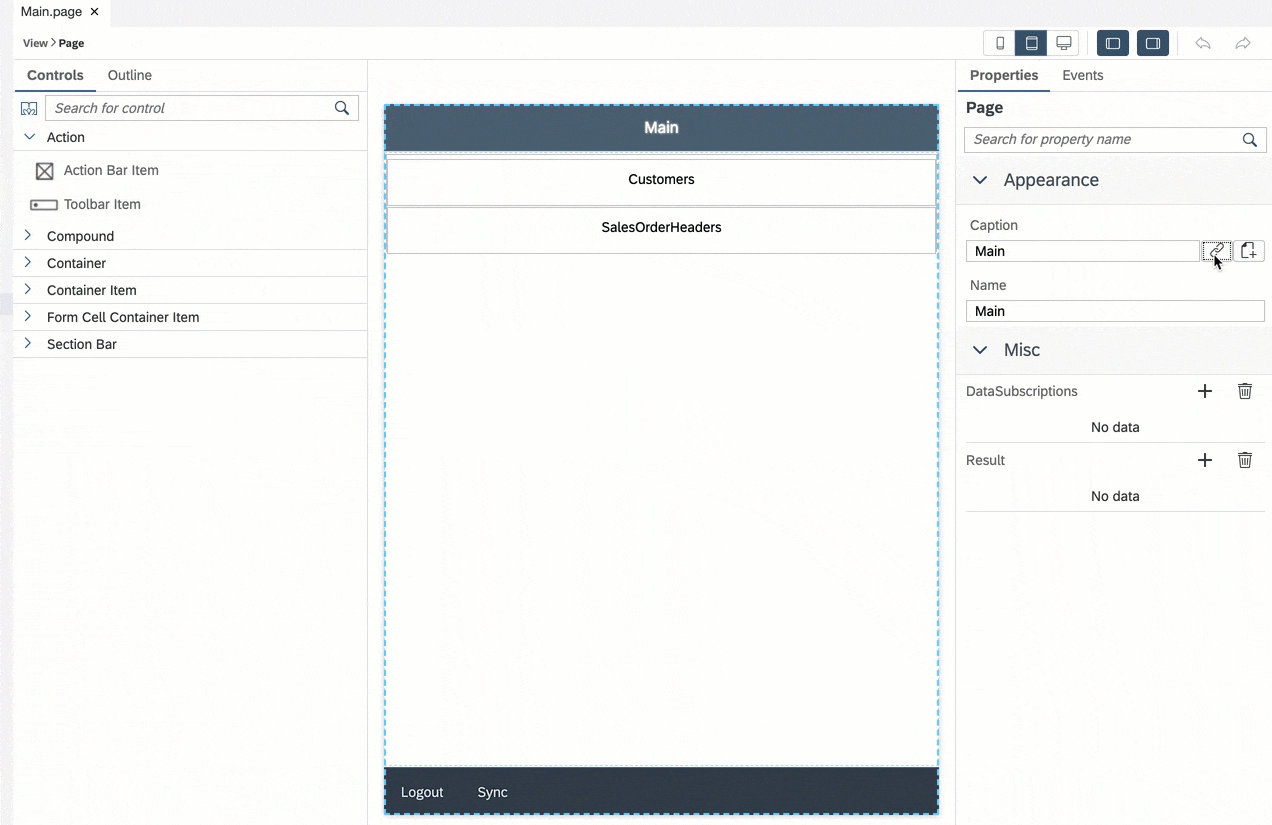 Main.page ×
View > Page
Controls
Outline
Search for control
Action
Action Bar Item
Toolbar Item
Compound
Container
Container Item
Form Cell Container Item
Section Bar
Main
Customers
SalesOrderHeaders
Logout
Sync
Properties
Events
Page
Search for property name
Appearance
Caption
Main
Name
Main
Misc
DataSubscriptions
No data
Result
No data